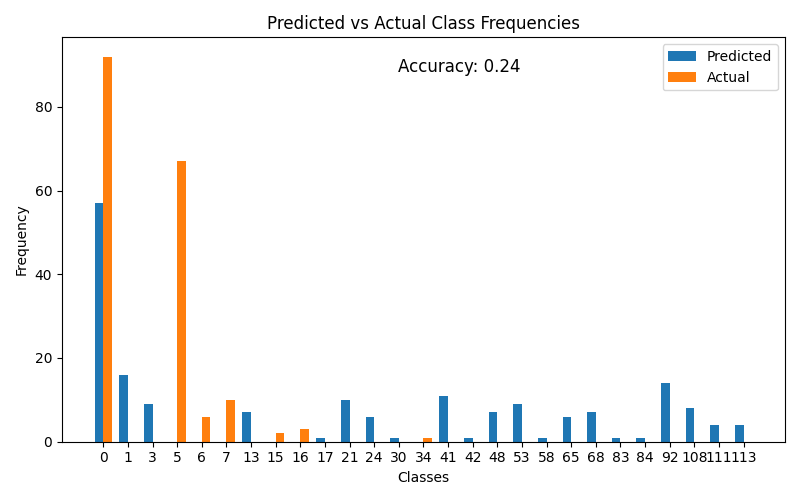 Predicted vs Actual Class Frequencies
Accuracy: 0.24
Predicted
Actual
Frequency
80
60
40
20
0
0 1 3 5 6 7 13 15 16 17 21 24 30 34 41 42 48 53 58 65 68 83 84 92 108 111 113
Classes